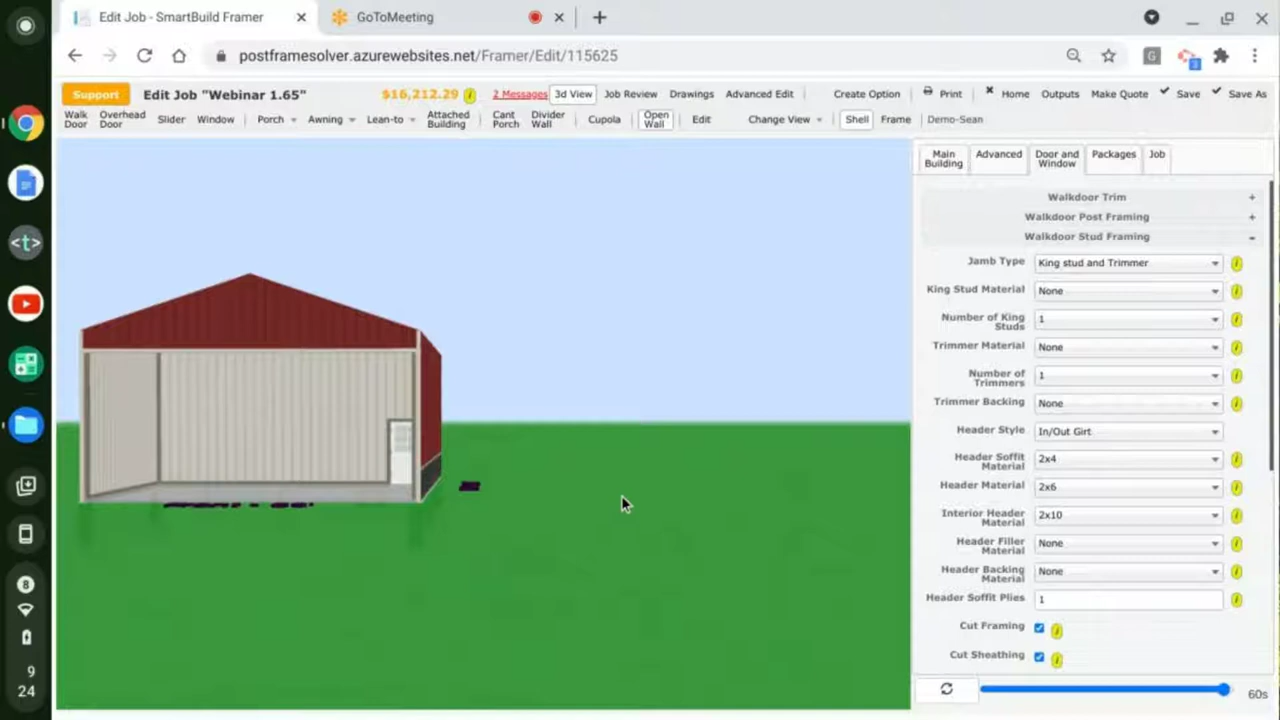 Edit Job - SmartBuild Framer
GoToMeeting
postframesolver.azurewebsites.net/Framer/Edit/115625
Support
Edit Job "Webinar 1.65"
$16,212.29
2 Messages
3d View
Job Review
Drawings
Advanced Edit
Create Option
Print
Home
Outputs
Make Quote
Save
Save As
Walk Door
Overhead Door
Slider
Window
Porch
Awning
Lean-to
Attached Building
Cant Porch
Divider Wall
Cupola
Open Wall
Edit
Change View
Shell
Frame
Demo-Sean
Main Building
Advanced
Door and Window
Packages
Job
Walkdoor Trim +
Walkdoor Post Framing +
Walkdoor Stud Framing -
Jamb Type King stud and Trimmer
King Stud Material None
Number of King Studs 1
Trimmer Material None
Number of Trimmers 1
Trimmer Backing None
Header Style In/Out Girt
Header Soffit Material 2x4
Header Material 2x6
Interior Header Material 2x10
Header Filler Material None
Header Backing Material None
Header Soffit Plies 1
Cut Framing
Cut Sheathing
60s
8
9
24